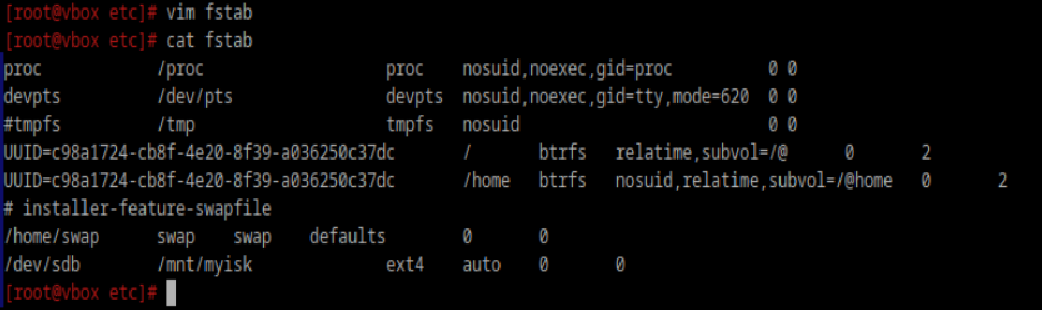 [root@vbox etc]# vim fstab
[root@vbox etc]# cat fstab
proc /proc proc nosuid,noexec,gid=proc 0 0
devpts /dev/pts devpts nosuid,noexec,gid=tty,mode=620 0 0
#tmpfs /tmp tmpfs nosuid 0 0
UUID=c98a1724-cb8f-4e20-8f39-a036250c37dc / btrfs relatime,subvol=/@ 0 2
UUID=c98a1724-cb8f-4e20-8f39-a036250c37dc /home btrfs nosuid,relatime,subvol=/@home 0 2
# installer-feature-swapfile
/home/swap swap swap defaults 0 0
/dev/sdb /mnt/myisk ext4 auto 0 0
[root@vbox etc]#